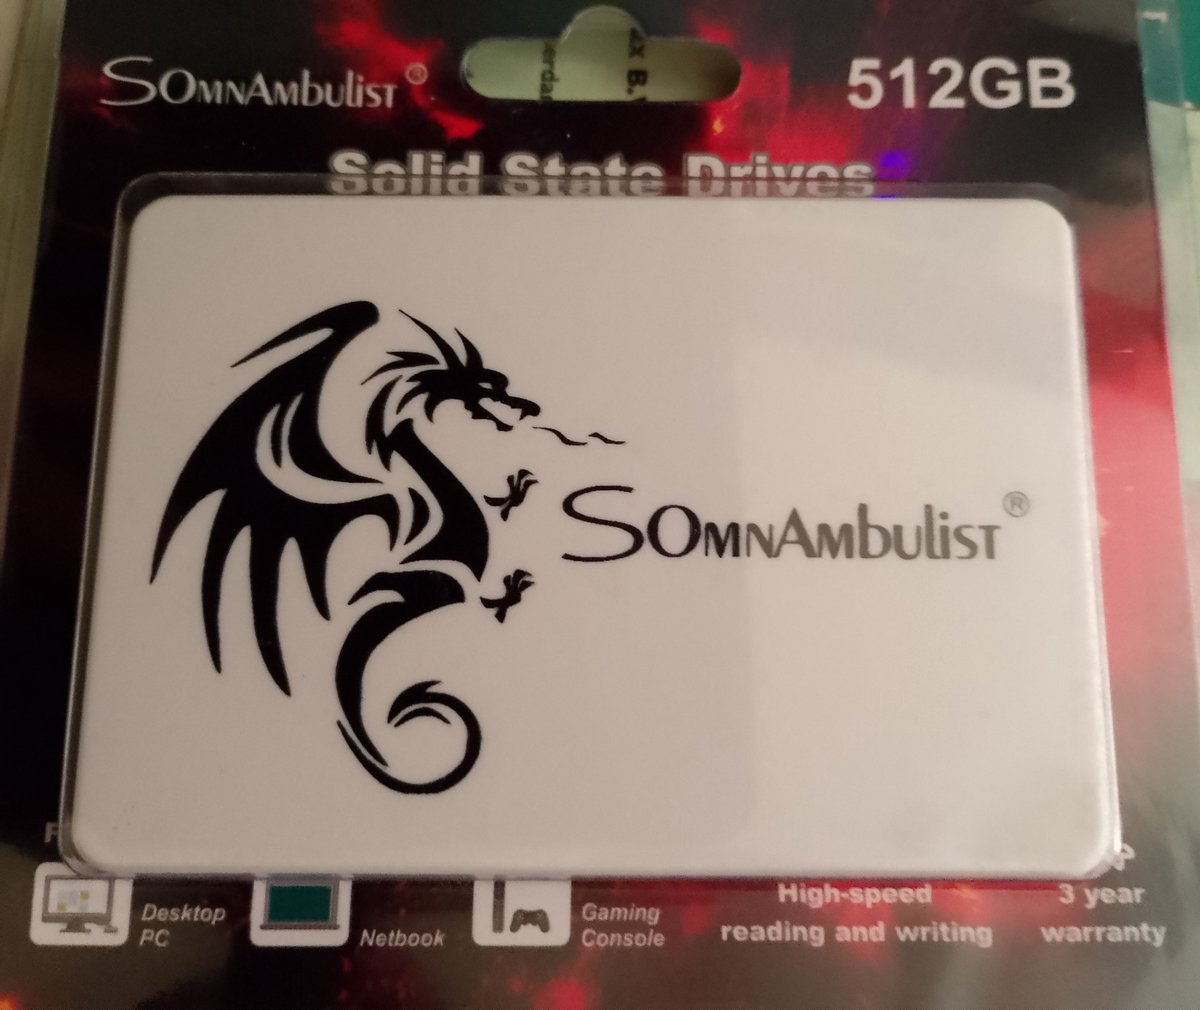 SOMNAMBULIST®
512GB
Solid State Drives
SOMNAMBULIST®
Desktop
PC
Netbook
Gaming
Console
High-speed
reading and writing
3 year
warranty